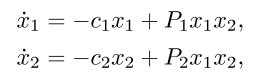 ẋ₁ = −c₁x₁ + P₁x₁x₂,
ẋ₂ = −c₂x₂ + P₂x₁x₂,